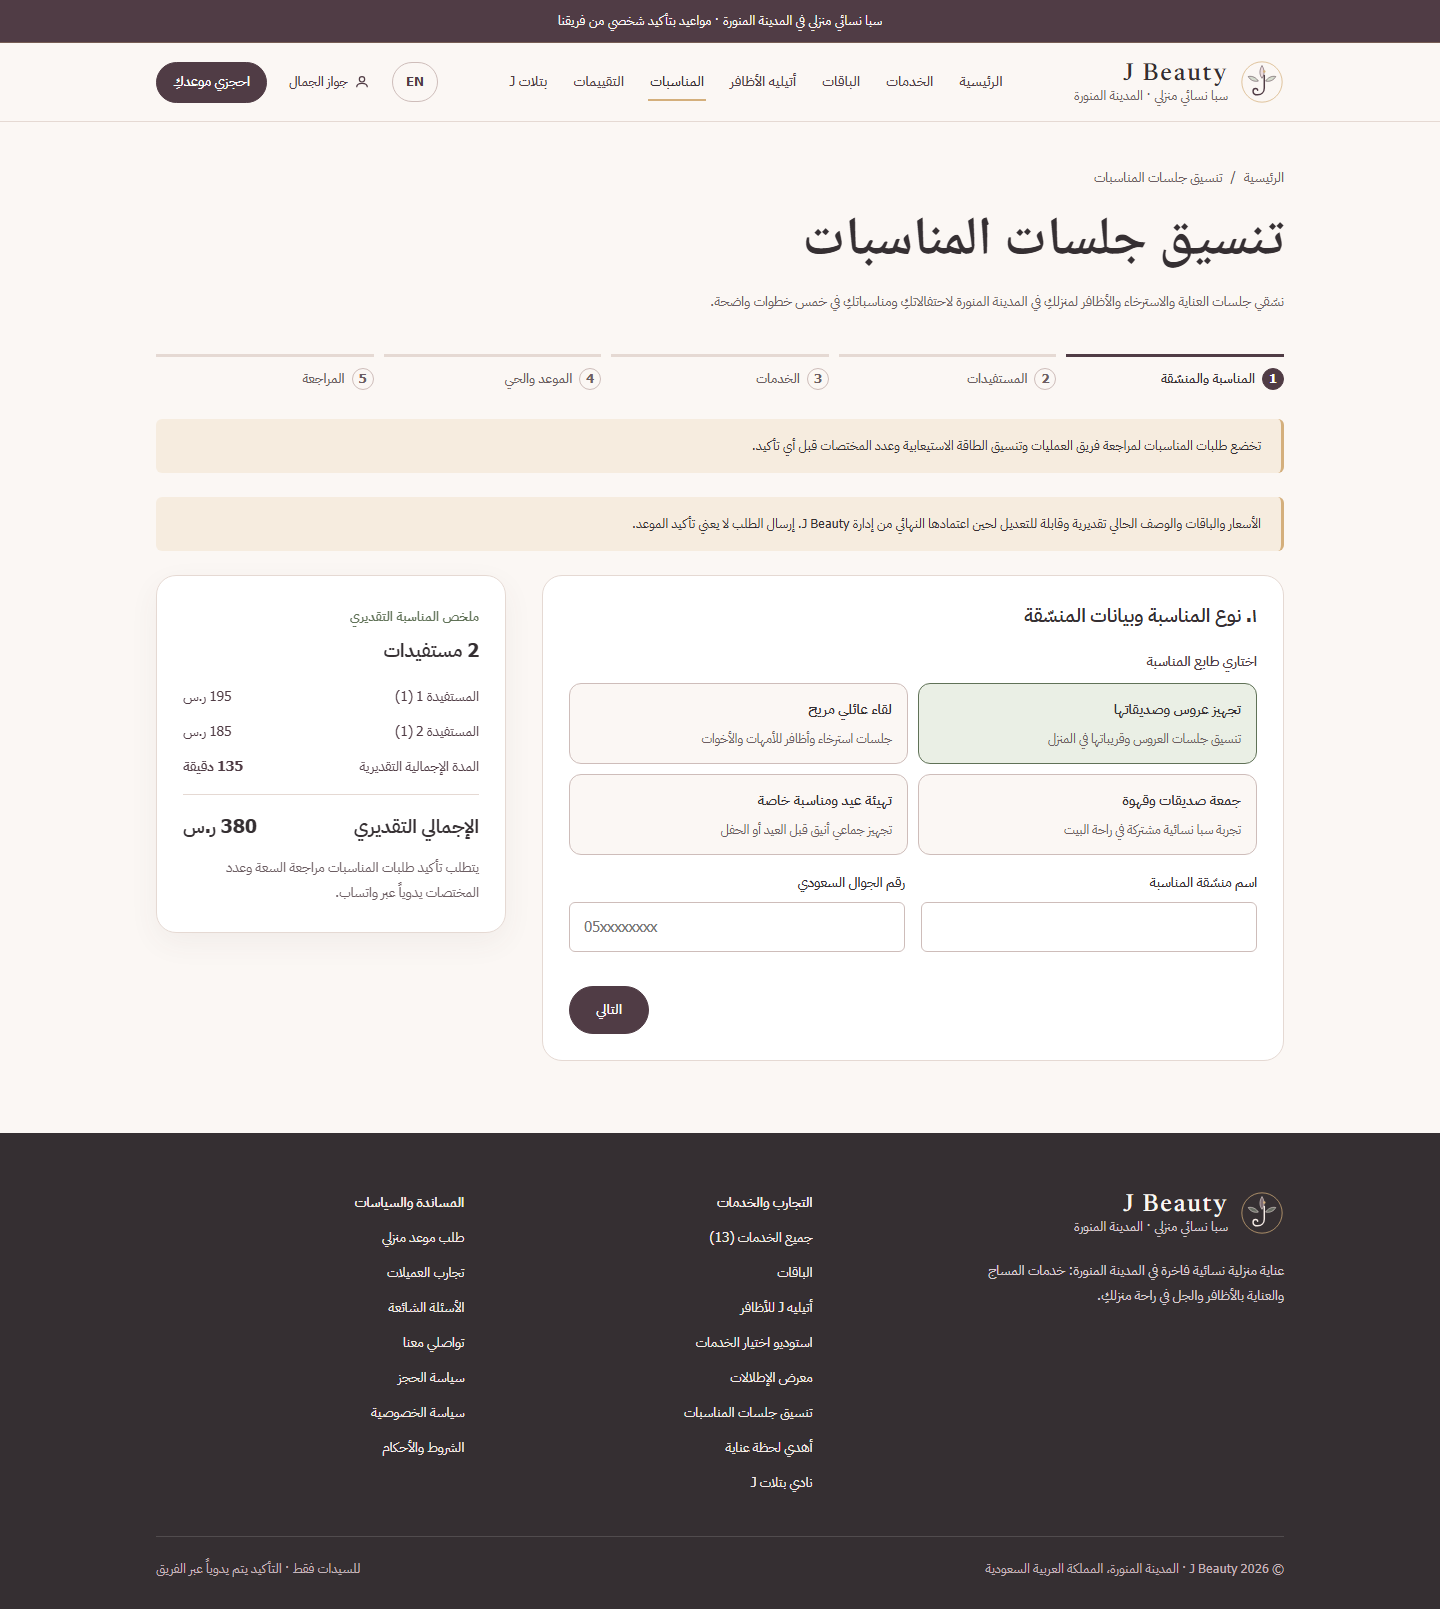 سبا نسائي منزلي في المدينة المنورة · مواعيد بتأكيد شخصي من فريقنا
J Beauty
سبا نسائي منزلي · المدينة المنورة
الرئيسية
الخدمات
الباقات
أتيليه الأظافر
المناسبات
التقييمات
بتلات J
EN
جواز الجمال
احجزي موعدكِ
الرئيسية / تنسيق جلسات المناسبات
تنسيق جلسات المناسبات
نسّقي جلسات العناية والاسترخاء والأظافر لمنزلكِ في المدينة المنورة لاحتفالاتكِ ومناسباتكِ في خمس خطوات واضحة.
1 المناسبة والمنسّقة
2 المستفيدات
3 الخدمات
4 الموعد والحي
5 المراجعة
تخضع طلبات المناسبات لمراجعة فريق العمليات وتنسيق الطاقة الاستيعابية وعدد المختصات قبل أي تأكيد.
الأسعار والباقات والوصف الحالي تقديرية وقابلة للتعديل لحين اعتمادها النهائي من إدارة J Beauty. إرسال الطلب لا يعني تأكيد الموعد.
١. نوع المناسبة وبيانات المنسّقة
اختاري طابع المناسبة
تجهيز عروس وصديقاتها
تنسيق جلسات العروس وقريباتها في المنزل
لقاء عائلي مريح
جلسات استرخاء وأظافر للأمهات والأخوات
جمعة صديقات وقهوة
تجربة سبا نسائية مشتركة في راحة البيت
تهيئة عيد ومناسبة خاصة
تجهيز جماعي أنيق قبل العيد أو الحفل
اسم منسّقة المناسبة
رقم الجوال السعودي
05xxxxxxxx
التالي
ملخص المناسبة التقديري
2 مستفيدات
المستفيدة 1 (1) 195 ر.س
المستفيدة 2 (1) 185 ر.س
المدة الإجمالية التقديرية 135 دقيقة
الإجمالي التقديري 380 ر.س
يتطلب تأكيد طلبات المناسبات مراجعة السعة وعدد
المختصات يدوياً عبر واتساب.
J Beauty
سبا نسائي منزلي · المدينة المنورة
عناية منزلية نسائية فاخرة في المدينة المنورة: خدمات المساج
والعناية بالأظافر والجل في راحة منزلكِ.
التجارب والخدمات
جميع الخدمات (13)
الباقات
أتيليه J للأظافر
استوديو اختيار الخدمات
معرض الإطلالات
تنسيق جلسات المناسبات
أهدي لحظة عناية
نادي بتلات J
المساندة والسياسات
طلب موعد منزلي
تجارب العميلات
الأسئلة الشائعة
تواصلي معنا
سياسة الحجز
سياسة الخصوصية
الشروط والأحكام
© 2026 J Beauty · المدينة المنورة، المملكة العربية السعودية
للسيدات فقط · التأكيد يتم يدوياً عبر الفريق